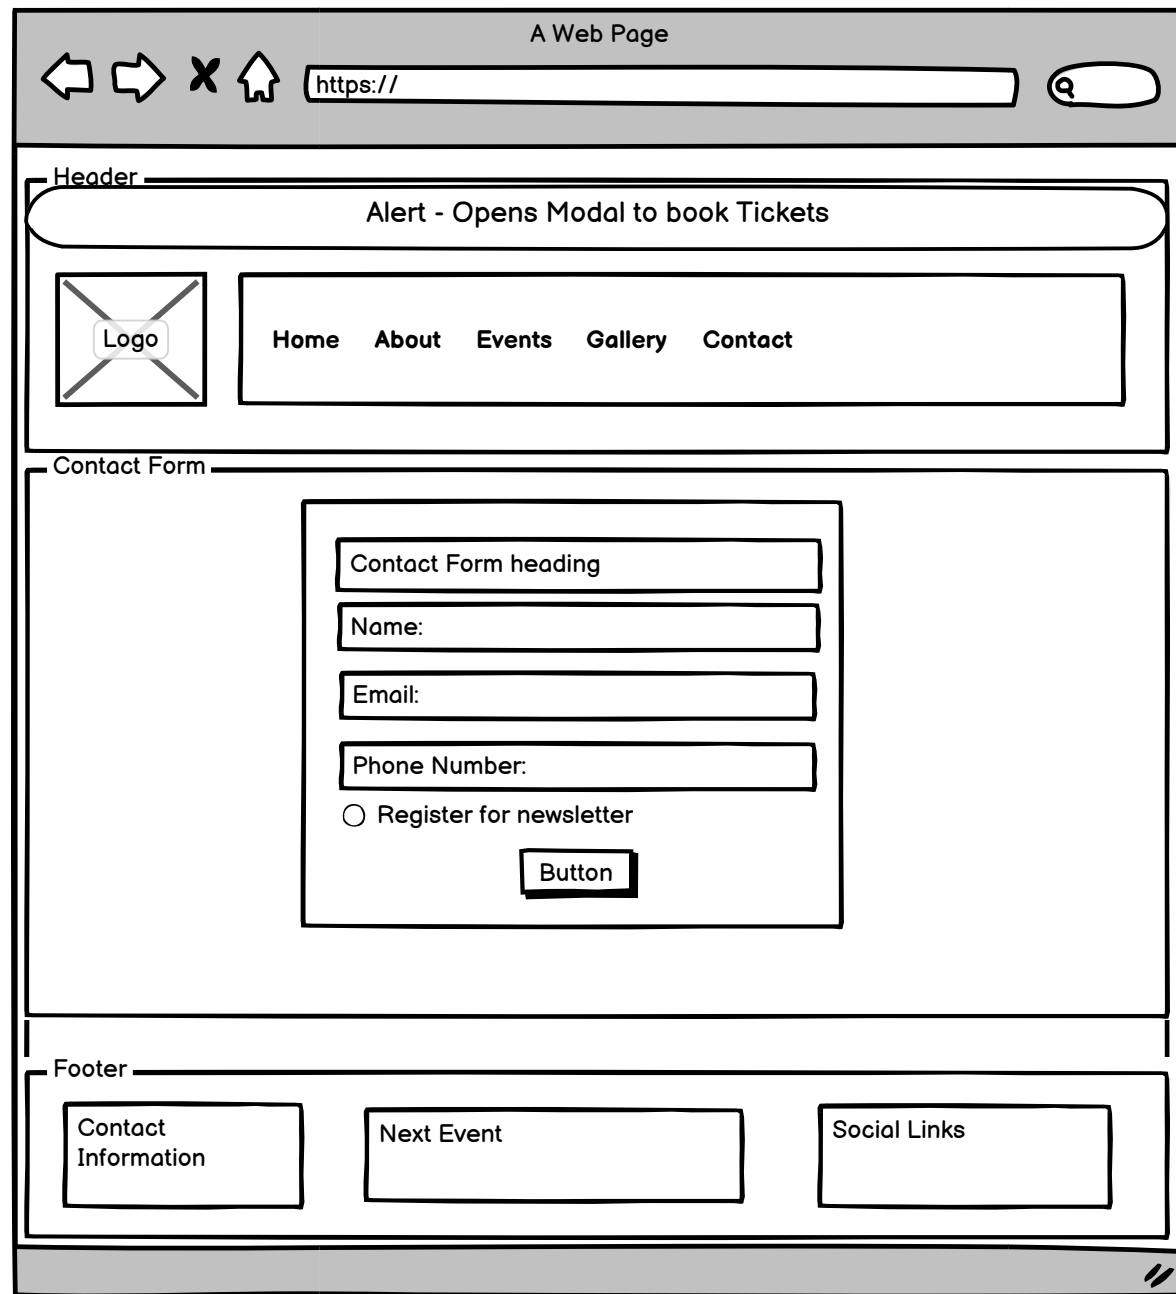 A Web Page
https://
Header
Alert - Opens Modal to book Tickets
Logo
Home About Events Gallery Contact
Contact Form
Contact Form heading
Name:
Email:
Phone Number:
Register for newsletter
Button
Footer
Contact
Information
Next Event
Social Links